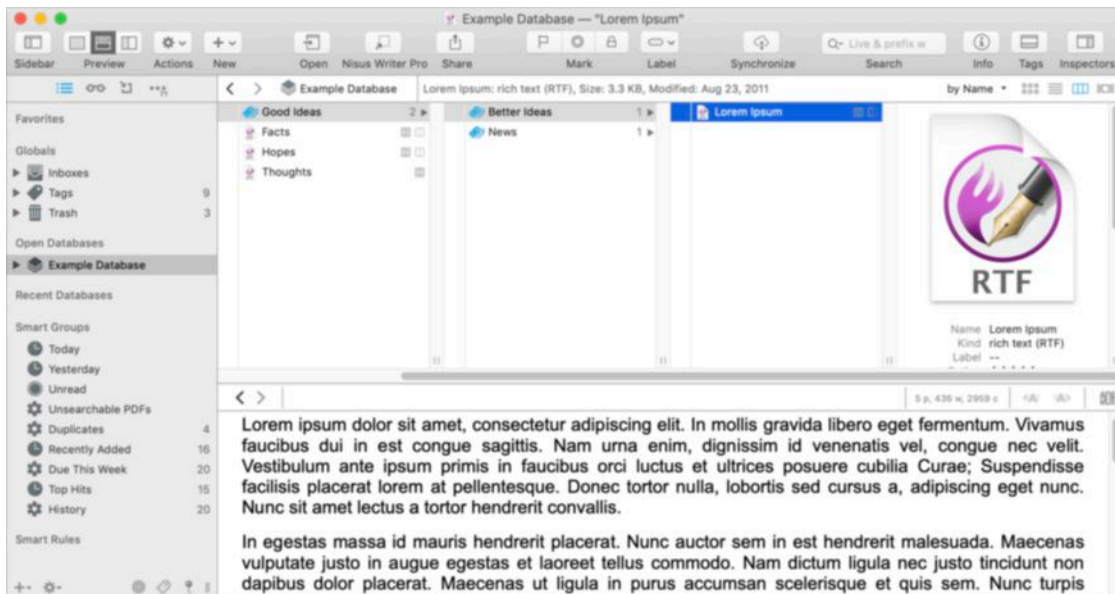 Example Database — "Lorem Ipsum"
Sidebar Preview Actions New Open Nisus Writer Pro Share Mark Label Synchronize Search Info Tags Inspectors
Live & prefix w
Example Database Lorem Ipsum: rich text (RTF), Size: 3.3 KB, Modified: Aug 23, 2011 by Name
Favorites
Globals
Inboxes
Tags 9
Trash 3
Open Databases
Example Database
Recent Databases
Smart Groups
Today
Yesterday
Unread
Unsearchable PDFs
Duplicates 4
Recently Added 16
Due This Week 20
Top Hits 15
History 20
Smart Rules
Good Ideas 2
Facts
Hopes
Thoughts
Better Ideas 1
News 1
Lorem Ipsum
RTF
Name Lorem Ipsum
Kind rich text (RTF)
Label --
5 p, 436 w, 2959 c
Lorem ipsum dolor sit amet, consectetur adipiscing elit. In mollis gravida libero eget fermentum. Vivamus
faucibus dui in est congue sagittis. Nam urna enim, dignissim id venenatis vel, congue nec velit.
Vestibulum ante ipsum primis in faucibus orci luctus et ultrices posuere cubilia Curae; Suspendisse
facilisis placerat lorem at pellentesque. Donec tortor nulla, lobortis sed cursus a, adipiscing eget nunc.
Nunc sit amet lectus a tortor hendrerit convallis.
In egestas massa id mauris hendrerit placerat. Nunc auctor sem in est hendrerit malesuada. Maecenas
vulputate justo in augue egestas et laoreet tellus commodo. Nam dictum ligula nec justo tincidunt non
dapibus dolor placerat. Maecenas ut ligula in purus accumsan scelerisque et quis sem. Nunc turpis